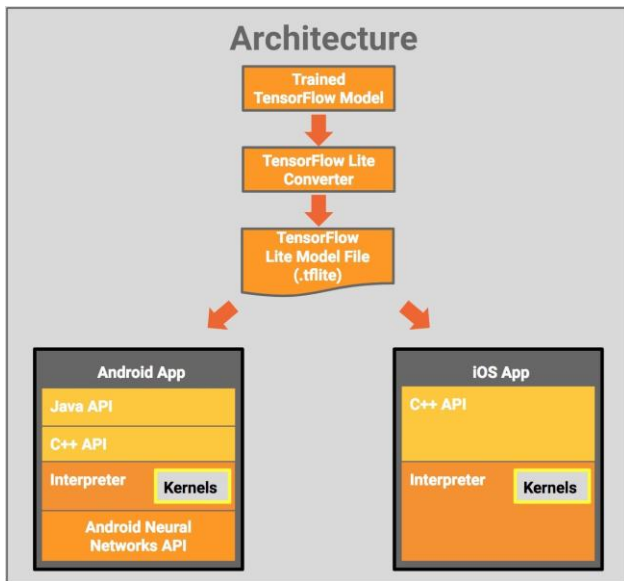 Architecture
Trained
TensorFlow Model
TensorFlow Lite
Converter
TensorFlow
Lite Model File
(.tflite)
Android App
Java API
C++ API
Interpreter
Kernels
Android Neural
Networks API
iOS App
C++ API
Interpreter
Kernels